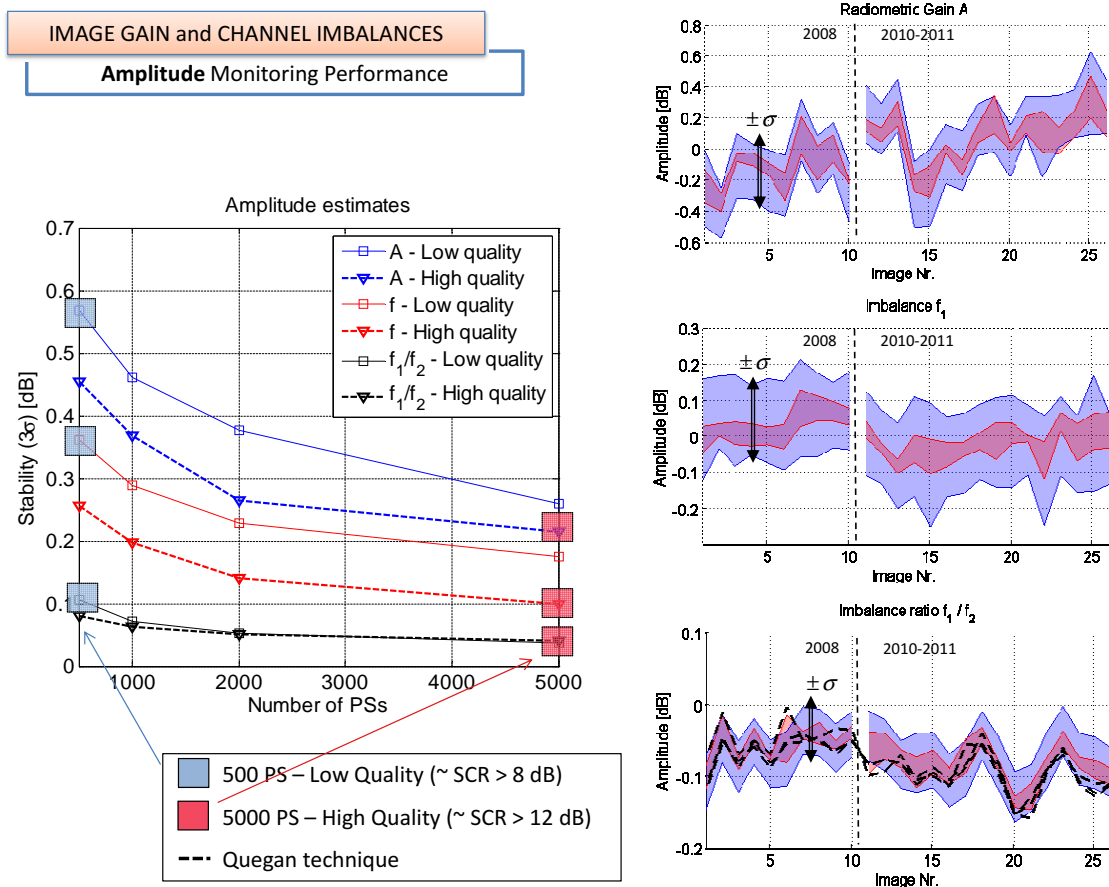 IMAGE GAIN and CHANNEL IMBALANCES
Amplitude Monitoring Performance
Amplitude estimates
0.7
0.6
0.5
0.4
0.3
0.2
0.1
0
Stability (3σ) [dB]
1000
2000
3000
4000
5000
Number of PSs
A - Low quality
A - High quality
f - Low quality
f - High quality
f1/f2 - Low quality
f1/f2 - High quality
500 PS – Low Quality (~ SCR > 8 dB)
5000 PS – High Quality (~ SCR > 12 dB)
Quegan technique
Radiometric Gain A
2008
2010-2011
± σ
0.8
0.6
0.4
0.2
0
-0.2
-0.4
-0.6
Amplitude [dB]
5
10
15
20
25
Image Nr.
Imbalance f1
2008
2010-2011
± σ
0.3
0.2
0.1
0
-0.1
-0.2
Amplitude [dB]
5
10
15
20
25
Image Nr.
Imbalance ratio f1 / f2
2008
2010-2011
± σ
0.1
0
-0.1
-0.2
Amplitude [dB]
5
10
15
20
25
Image Nr.